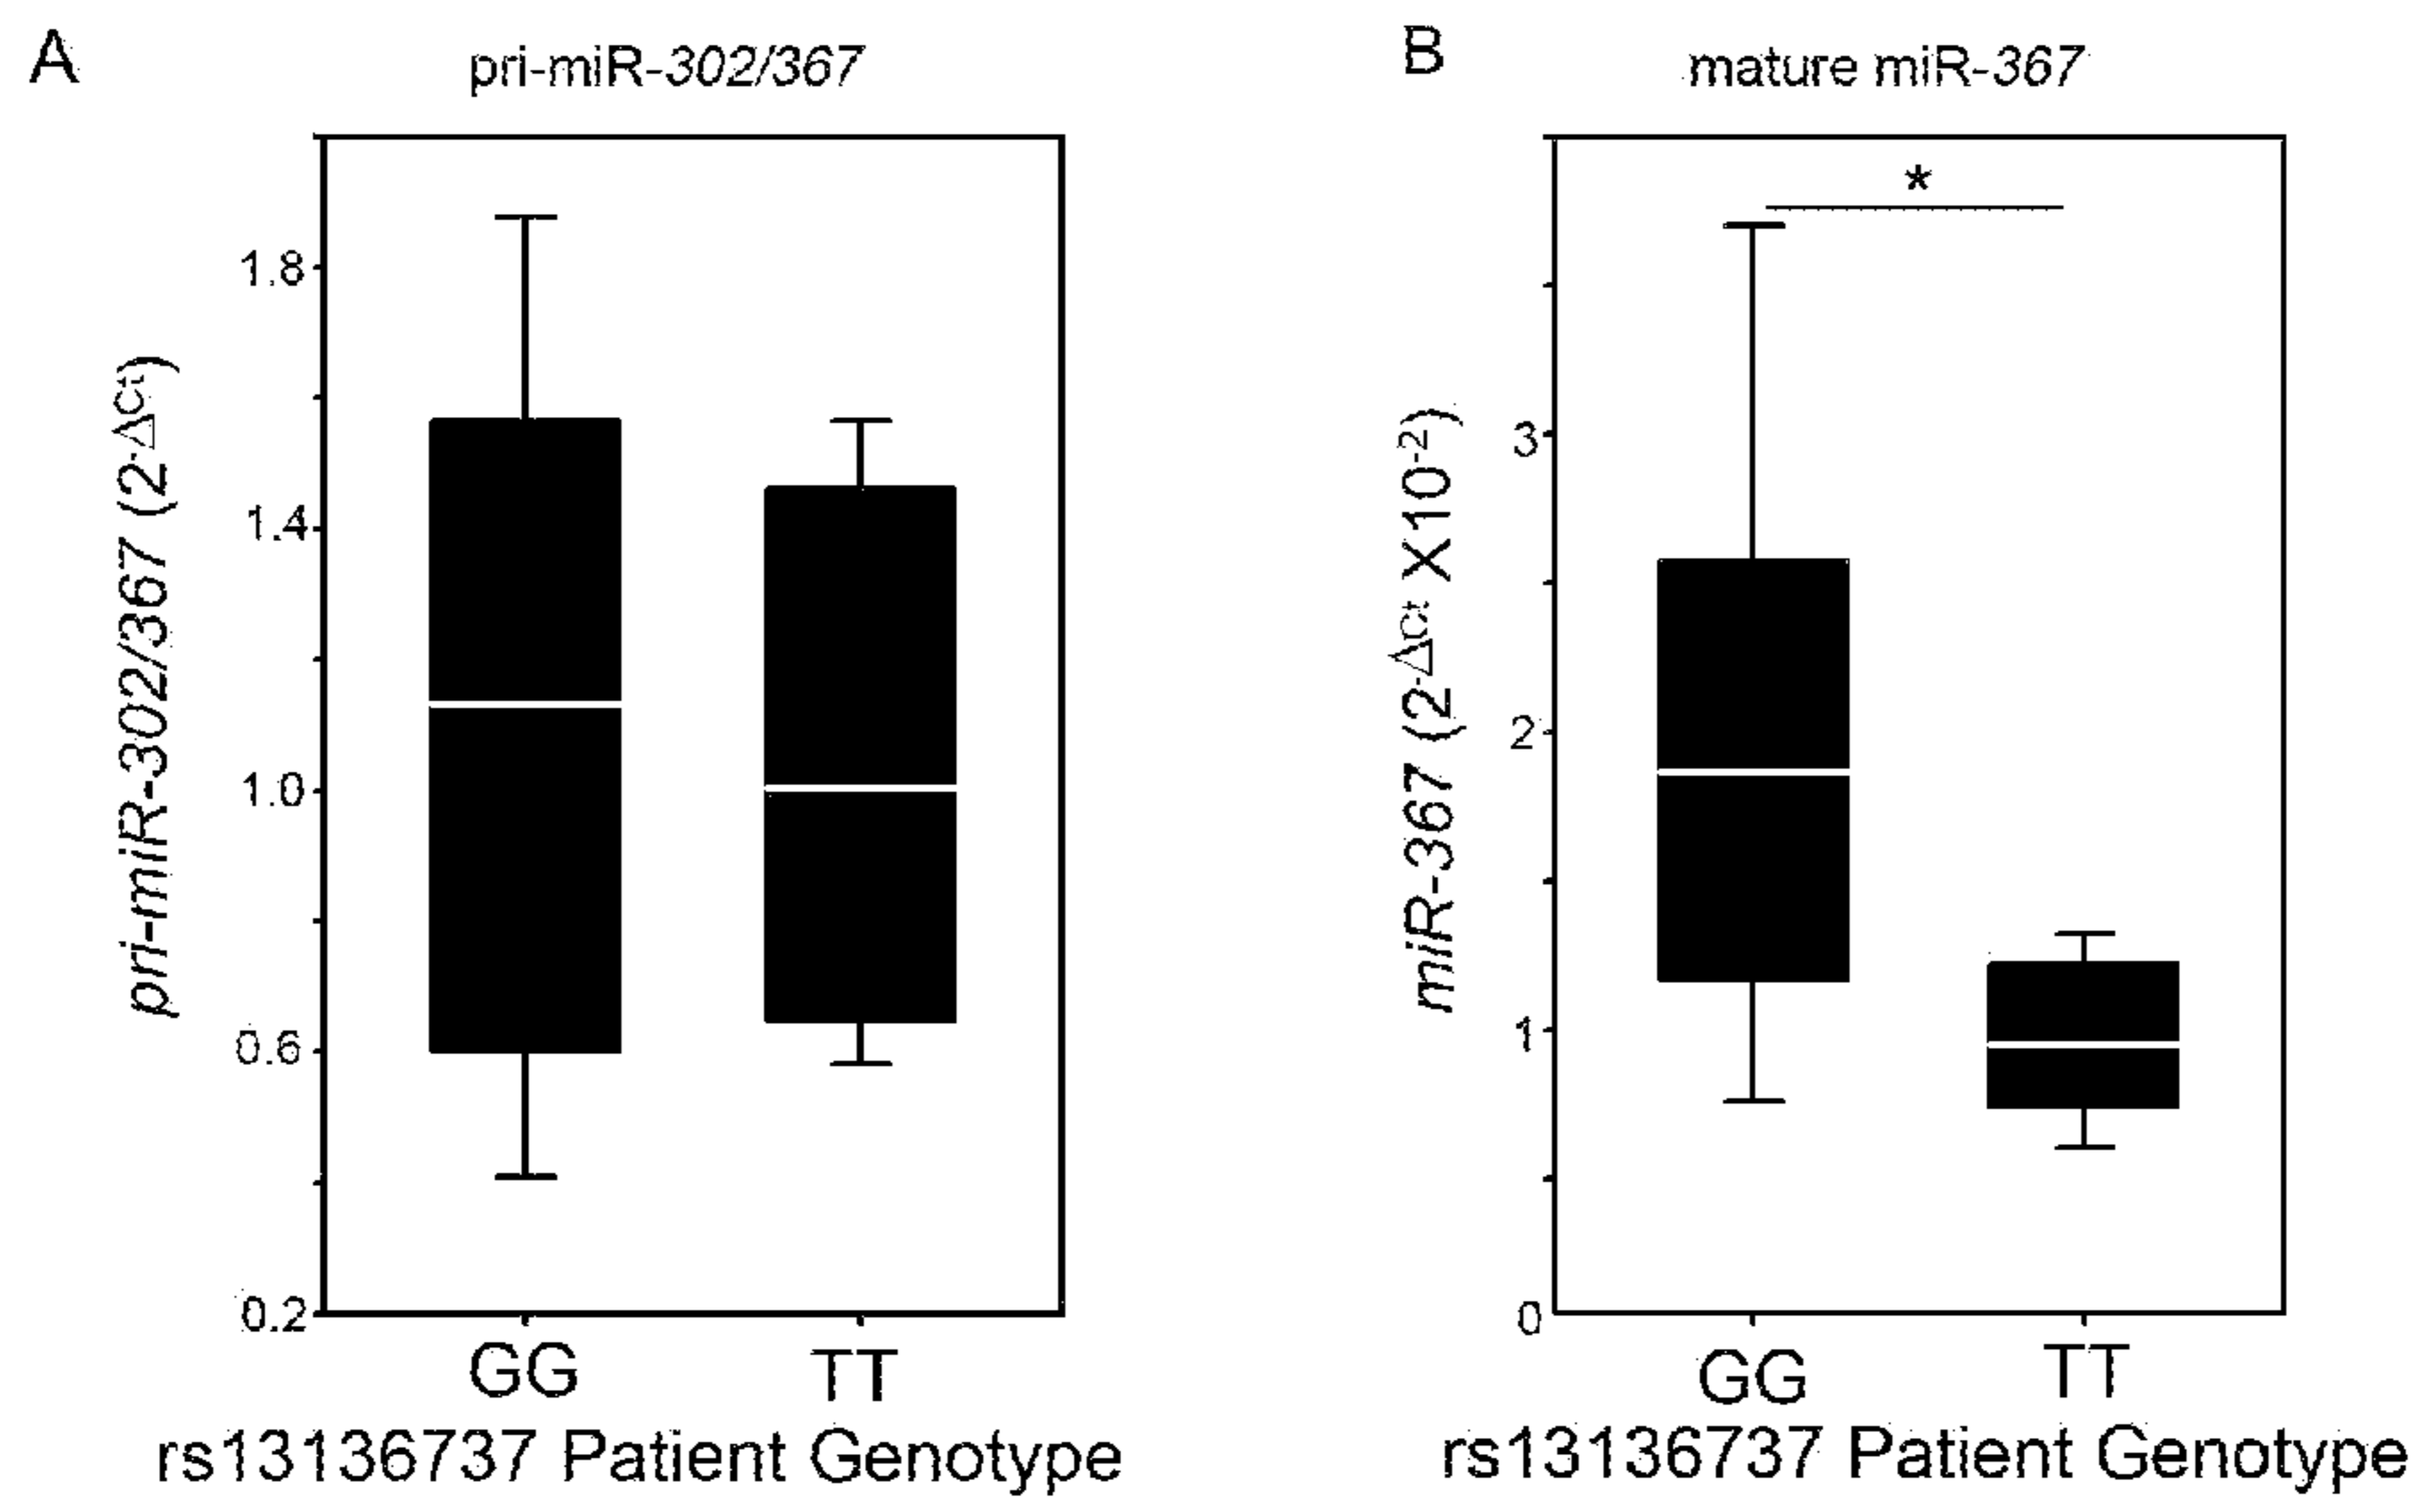 A
pri-miR-302/367
pri-miR-302/367 (2-ΔCt)
1.8
1.4
1.0
0.6
0.2
GG TT
rs13136737 Patient Genotype
B
mature miR-367
miR-367 (2-ΔCt X10-2)
*
3
2
1
0
GG TT
rs13136737 Patient Genotype